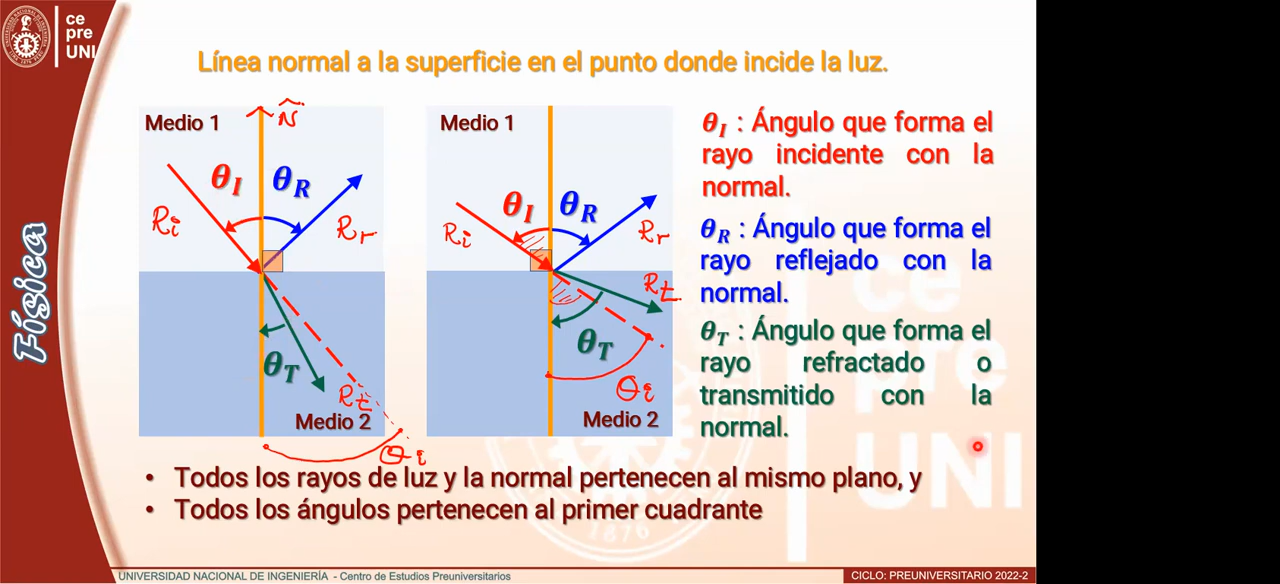 ce
pre
UNI
Línea normal a la superficie en el punto donde incide la luz.
Física
Medio 1
N̂
θI
θR
Ri
Rr
θT
Rt
Medio 2
θi
Medio 1
θI
θR
Ri
Rr
Rt
θT
θi
Medio 2
θI : Ángulo que forma el
rayo incidente con la
normal.
θR : Ángulo que forma el
rayo reflejado con la
normal.
θT : Ángulo que forma el
rayo refractado o
transmitido con la
normal.
ce
pre
UNI
1876
• Todos los rayos de luz y la normal pertenecen al mismo plano, y
• Todos los ángulos pertenecen al primer cuadrante
UNIVERSIDAD NACIONAL DE INGENIERÍA - Centro de Estudios Preuniversitarios
CICLO: PREUNIVERSITARIO 2022-2